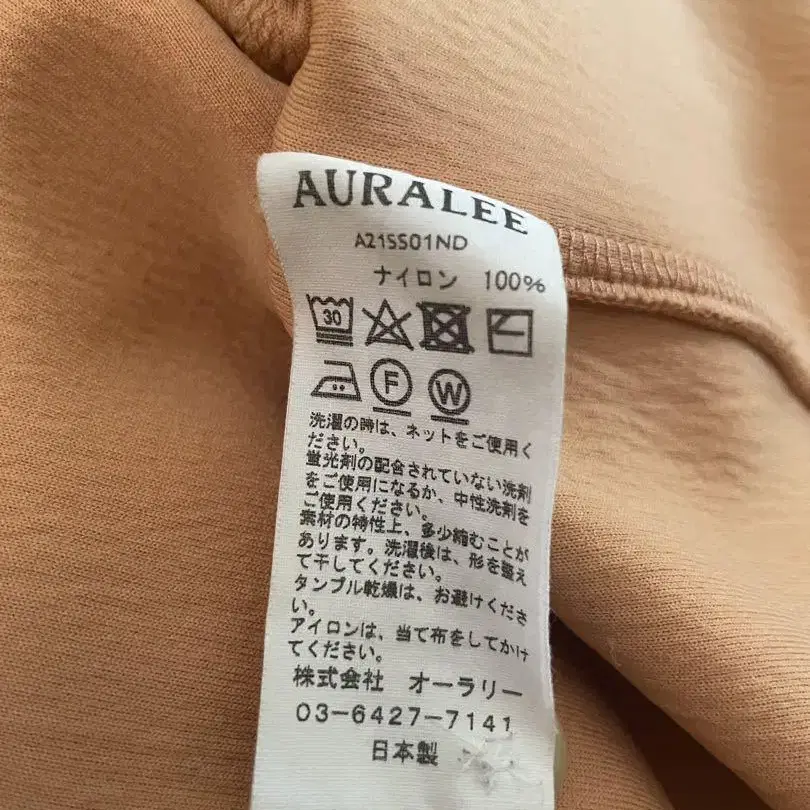 AURALEE
A21SS01ND
ナイロン 100%
30
F W
洗濯の時は、ネットをご使用く
ださい。
蛍光剤の配合されていない洗剤
をご使用になるか、中性洗剤を
ご使用ください。
素材の特性上、多少縮むことが
あります。洗濯後は、形を整え
て干してください。
タンブル乾燥は、お避けくださ
い。
アイロンは、当て布をしてかけ
てください。
株式会社 オーラリー
03-6427-7141
日本製